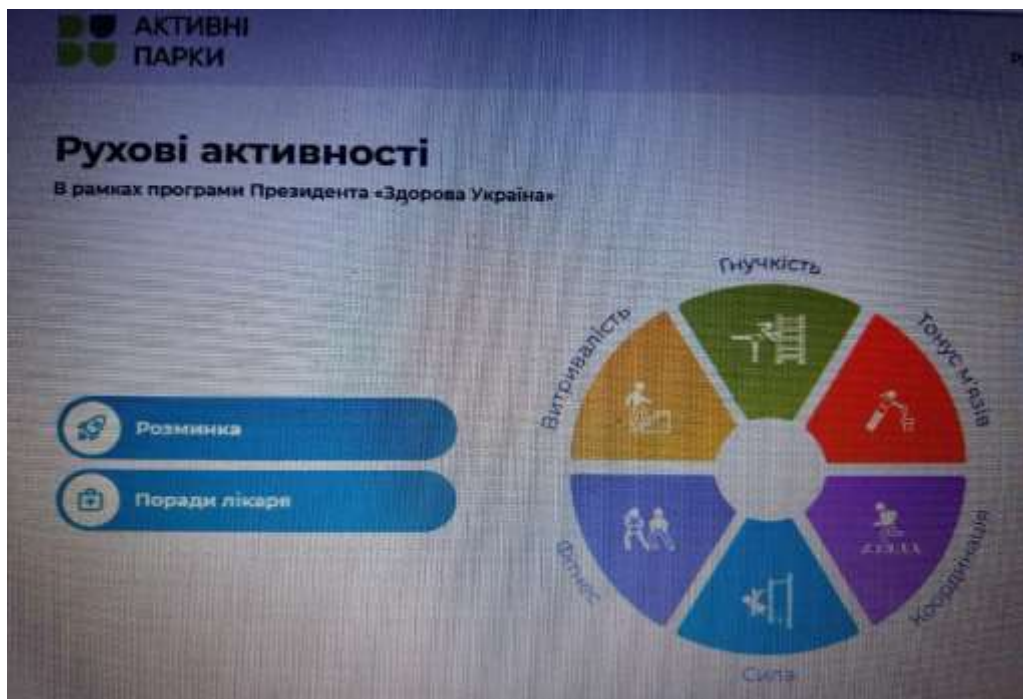 АКТИВНІ
ПАРКИ
Рухові активності
В рамках програми Президента «Здорова Україна»
Гнучкість
Витривалість
Тонус м'язів
Розминка
Поради лікаря
Фітнес
Координація
Сила